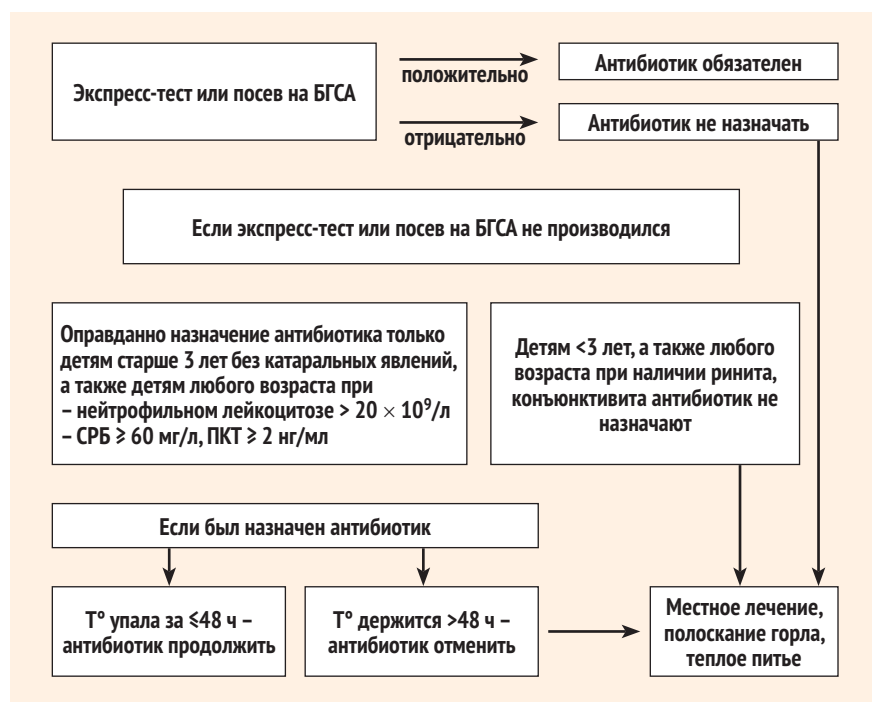 Экспресс-тест или посев на БГСА
положительно
Антибиотик обязателен
отрицательно
Антибиотик не назначать
Если экспресс-тест или посев на БГСА не производился
Оправданно назначение антибиотика только
детям старше 3 лет без катаральных явлений,
а также детям любого возраста при
– нейтрофильном лейкоцитозе > 20 × 10⁹/л
– СРБ ⩾ 60 мг/л, ПКТ ⩾ 2 нг/мл
Детям <3 лет, а также любого
возраста при наличии ринита,
конъюнктивита антибиотик не
назначают
Если был назначен антибиотик
Т° упала за ⩽48 ч –
антибиотик продолжить
Т° держится >48 ч –
антибиотик отменить
Местное лечение,
полоскание горла,
теплое питье